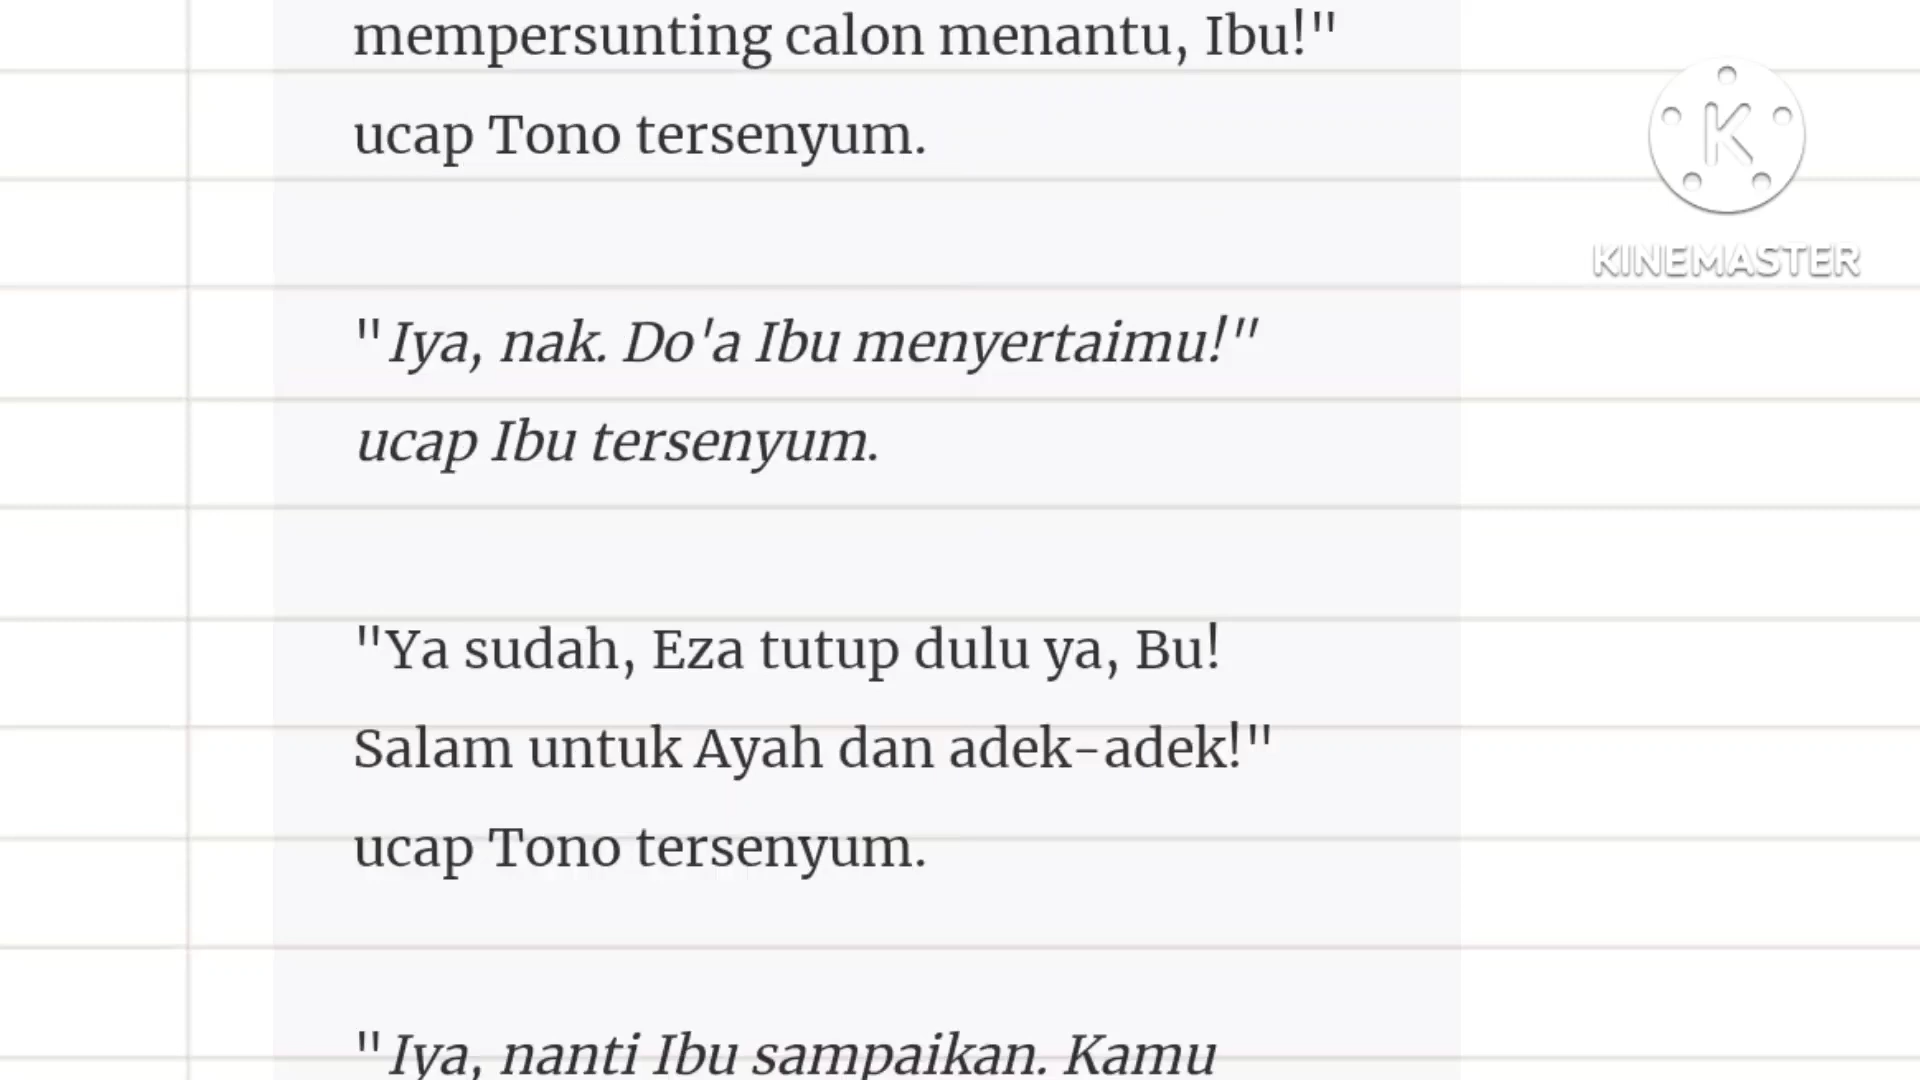 mempersunting calon menantu, Ibu!"
ucap Tono tersenyum.
"Iya, nak. Do'a Ibu menyertaimu!"
ucap Ibu tersenyum.
"Ya sudah, Eza tutup dulu ya, Bu!
Salam untuk Ayah dan adek-adek!"
ucap Tono tersenyum.
"Iya, nanti Ibu sampaikan. Kamu
K
KINEMASTER